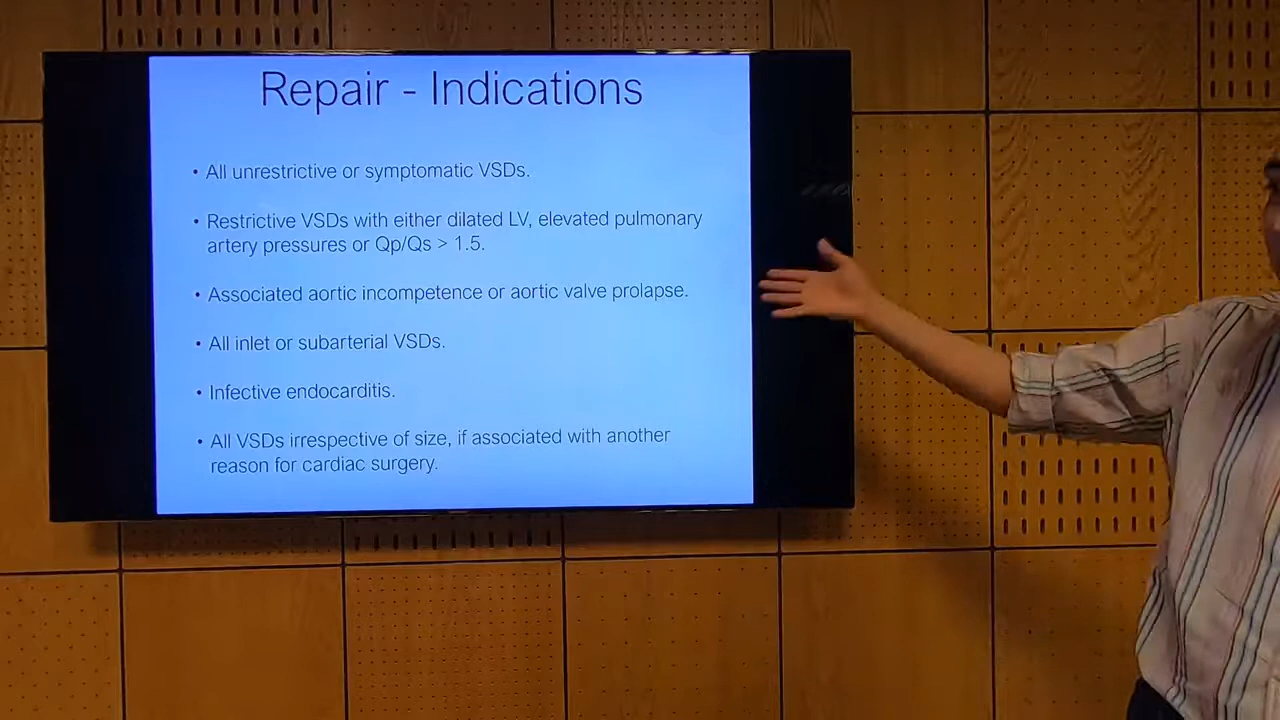 Repair - Indications
• All unrestrictive or symptomatic VSDs.
• Restrictive VSDs with either dilated LV, elevated pulmonary
artery pressures or Qp/Qs > 1.5.
• Associated aortic incompetence or aortic valve prolapse.
• All inlet or subarterial VSDs.
• Infective endocarditis.
• All VSDs irrespective of size, if associated with another
reason for cardiac surgery.